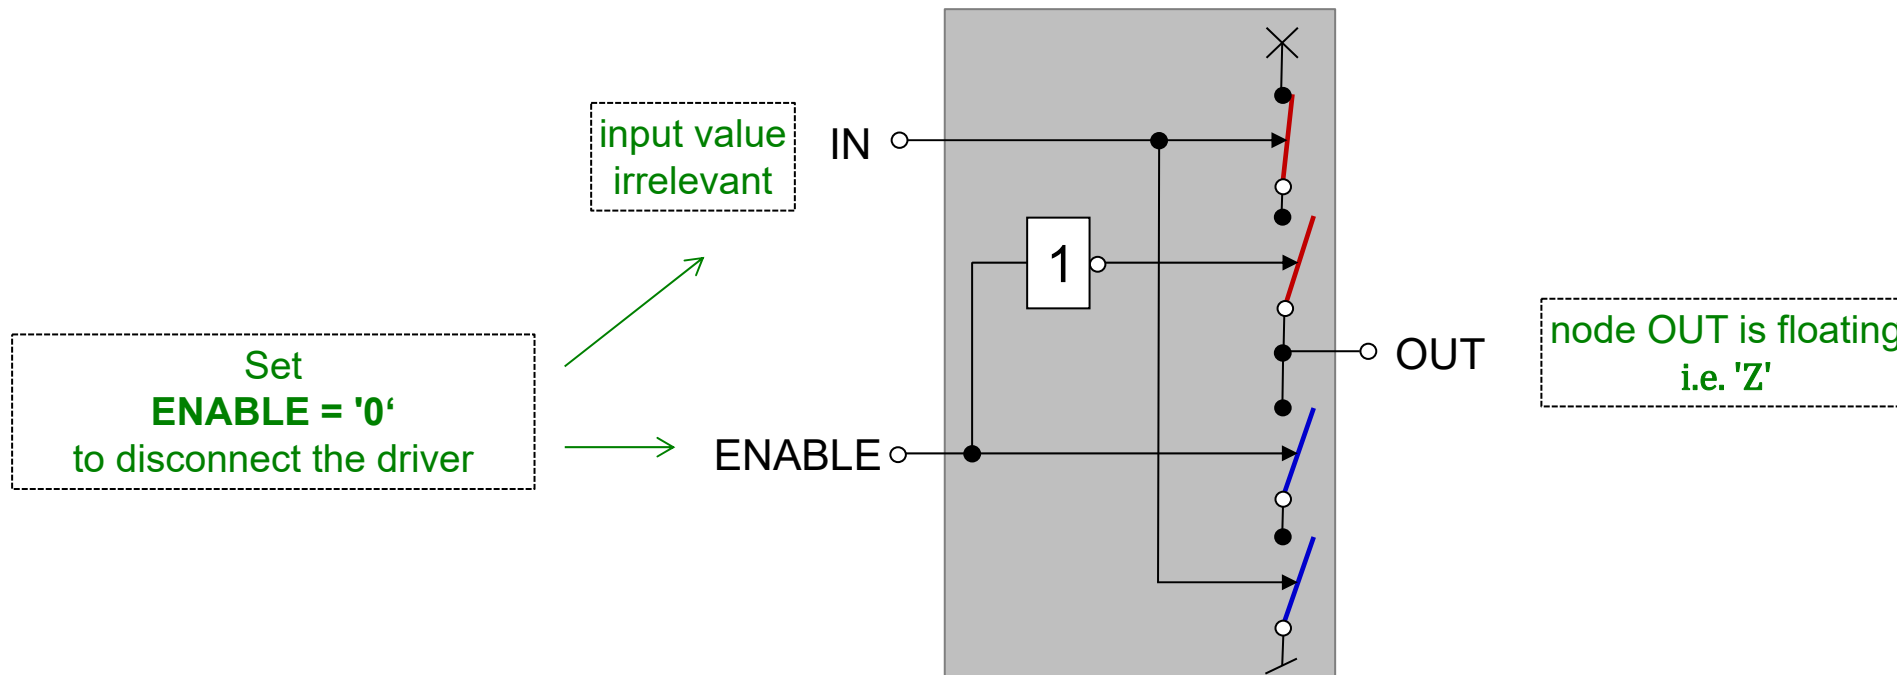 input value
irrelevant
IN
1
Set
ENABLE = '0‘
to disconnect the driver
ENABLE
OUT
node OUT is floating
i.e. 'Z'